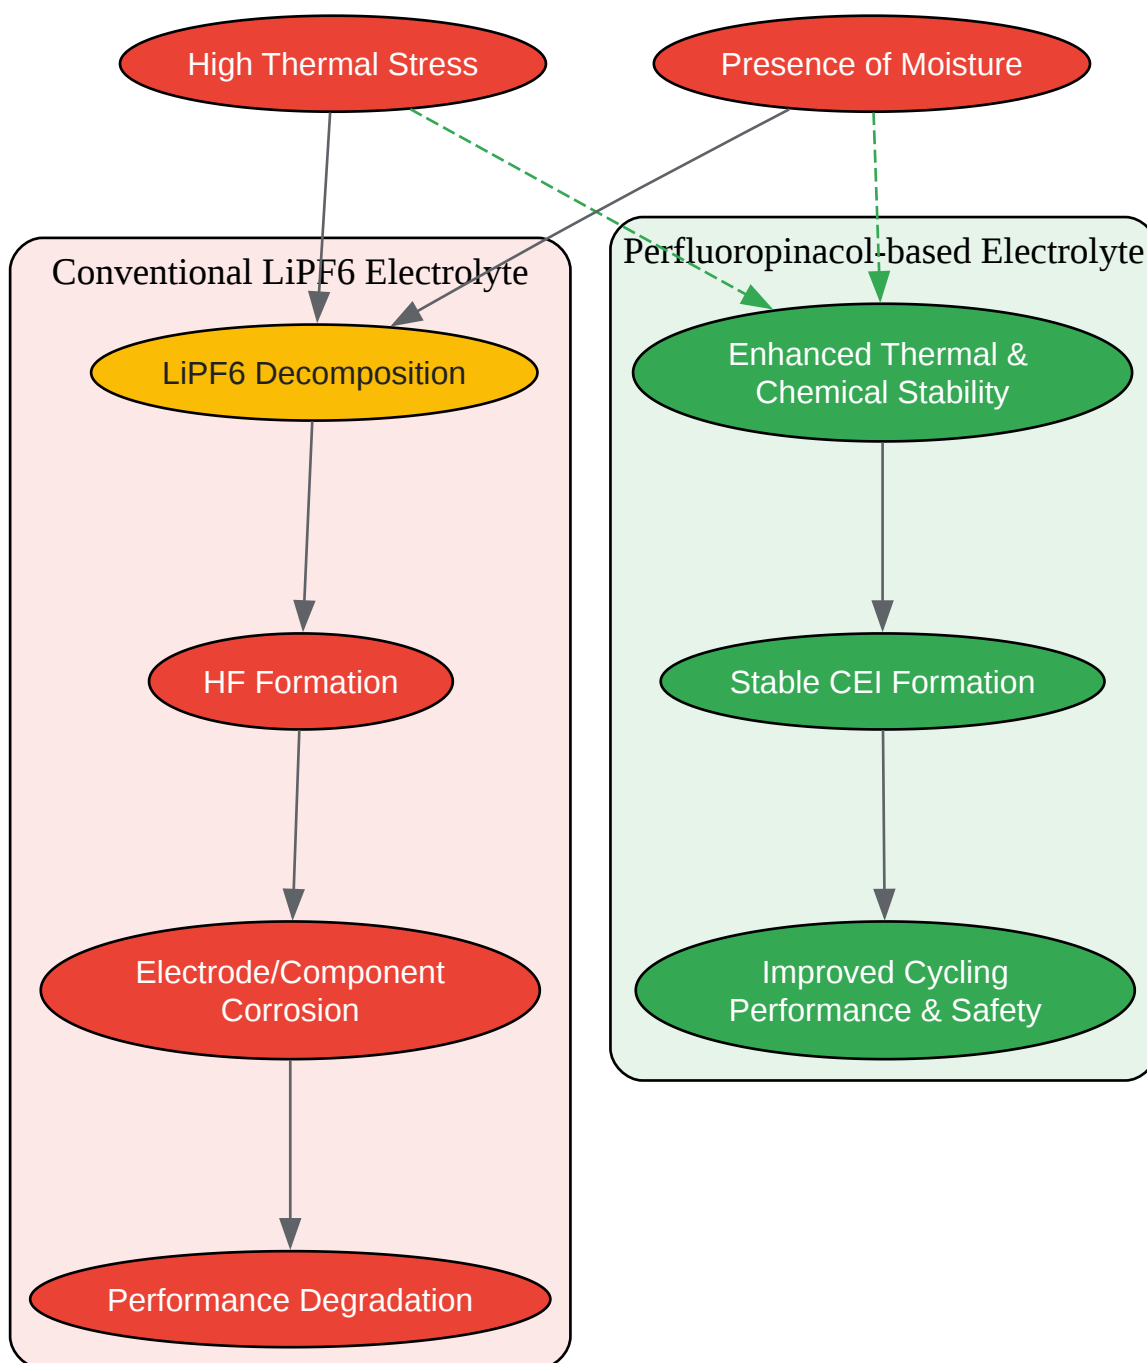 High Thermal Stress
Presence of Moisture
Conventional LiPF6 Electrolyte
LiPF6 Decomposition
HF Formation
Electrode/Component
Corrosion
Performance Degradation
Perfluoropinacol-based Electrolyte
Enhanced Thermal &
Chemical Stability
Stable CEI Formation
Improved Cycling
Performance & Safety